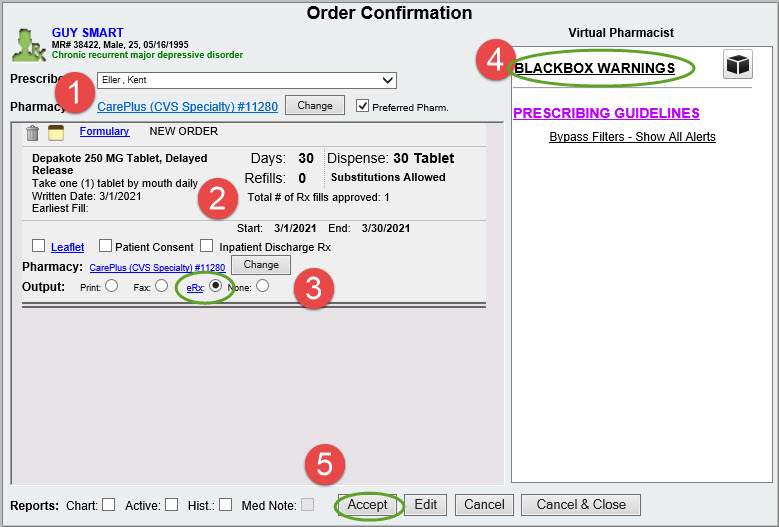 Order Confirmation
GUY SMART
MR# 38422, Male, 25, 05/16/1995
Chronic recurrent major depressive disorder
Virtual Pharmacist
Eller , Kent
1
Pharmacy: CarePlus (CVS Specialty) #11280 Change Preferred Pharm.
Formulary NEW ORDER
Depakote 250 MG Tablet, Delayed
Release
Take one (1) tablet by mouth daily
Written Date: 3/1/2021
Earliest Fill:
2
Days: 30 Dispense: 30 Tablet
Refills: 0 Substitutions Allowed
Total # of Rx fills approved: 1
Start: 3/1/2021 End: 3/30/2021
Leaflet Patient Consent Inpatient Discharge Rx
Pharmacy: CarePlus (CVS Specialty) #11280 Change
Output: Print: Fax: eRx: None:
3
4
BLACKBOX WARNINGS
PRESCRIBING GUIDELINES
Bypass Filters - Show All Alerts
5
Reports: Chart: Active: Hist.: Med Note: Accept Edit Cancel Cancel & Close